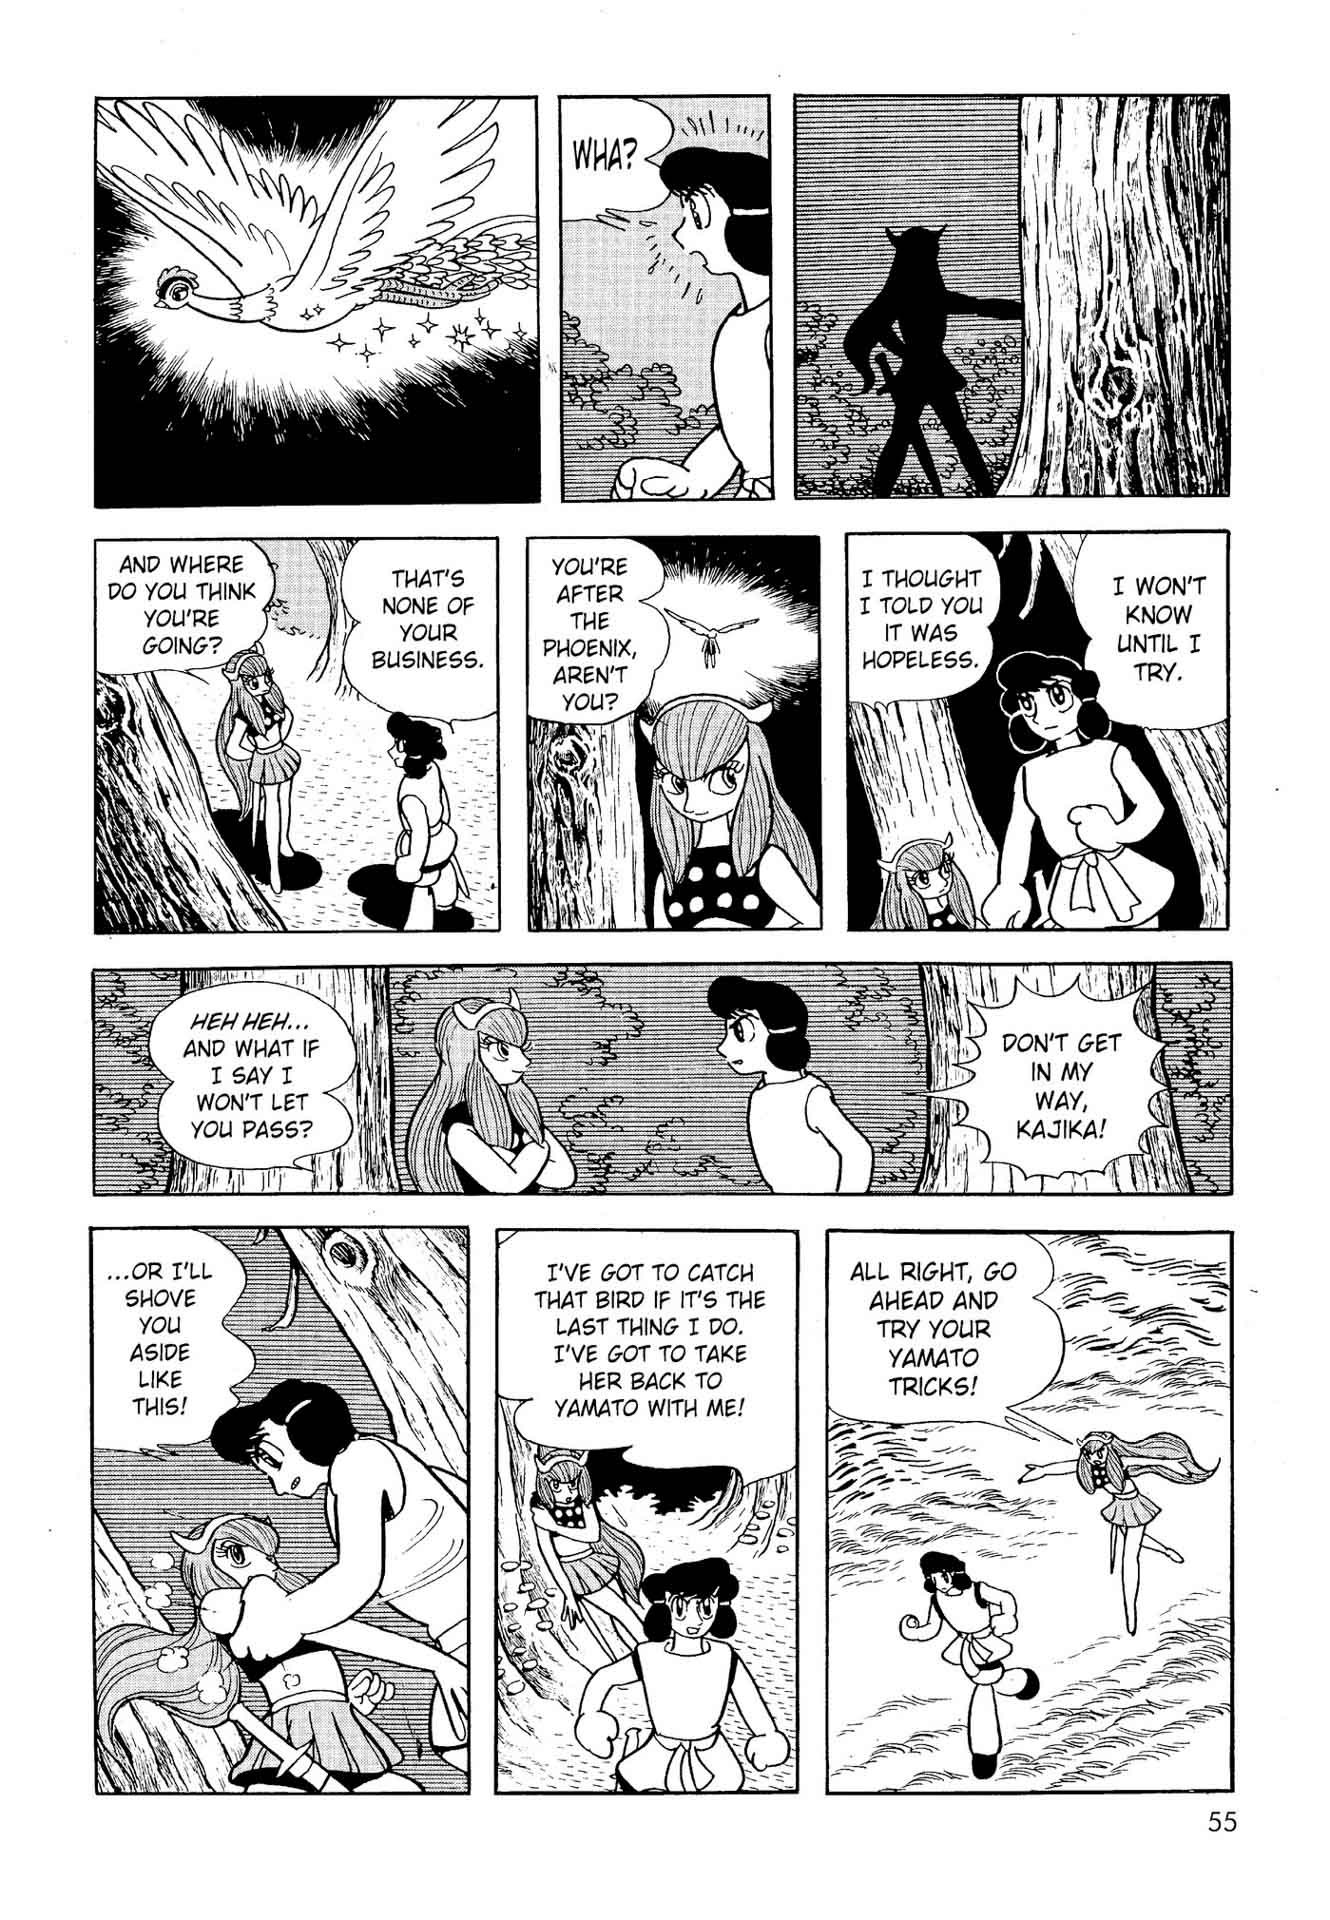 WHA?
AND WHERE
DO YOU THINK
YOU'RE
GOING?
THAT'S
NONE OF
YOUR
BUSINESS.
YOU'RE
AFTER
THE
PHOENIX,
AREN'T
YOU?
I THOUGHT
I TOLD YOU
IT WAS
HOPELESS.
I WON'T
KNOW
UNTIL I
TRY.
HEH HEH...
AND WHAT IF
I SAY I
WON'T LET
YOU PASS?
DON'T GET
IN MY
WAY,
KAJIKA!
...OR I'LL
SHOVE
YOU
ASIDE
LIKE
THIS!
I'VE GOT TO CATCH
THAT BIRD IF IT'S THE
LAST THING I DO.
I'VE GOT TO TAKE
HER BACK TO
YAMATO WITH ME!
ALL RIGHT, GO
AHEAD AND
TRY YOUR
YAMATO
TRICKS!
55